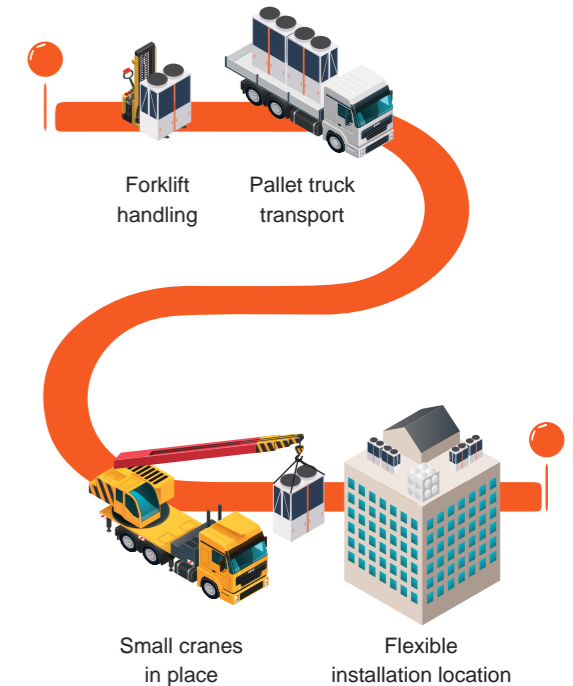 Forklift
handling
Pallet truck
transport
Small cranes
in place
Flexible
installation location